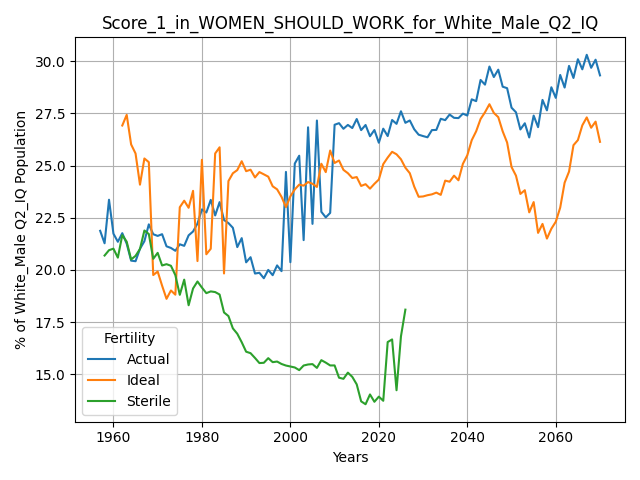 Score_1_in_WOMEN_SHOULD_WORK_for_White_Male_Q2_IQ
% of White_Male Q2_IQ Population
30.0
27.5
25.0
22.5
20.0
17.5
15.0
Fertility
Actual
Ideal
Sterile
1960 1980 2000 2020 2040 2060
Years